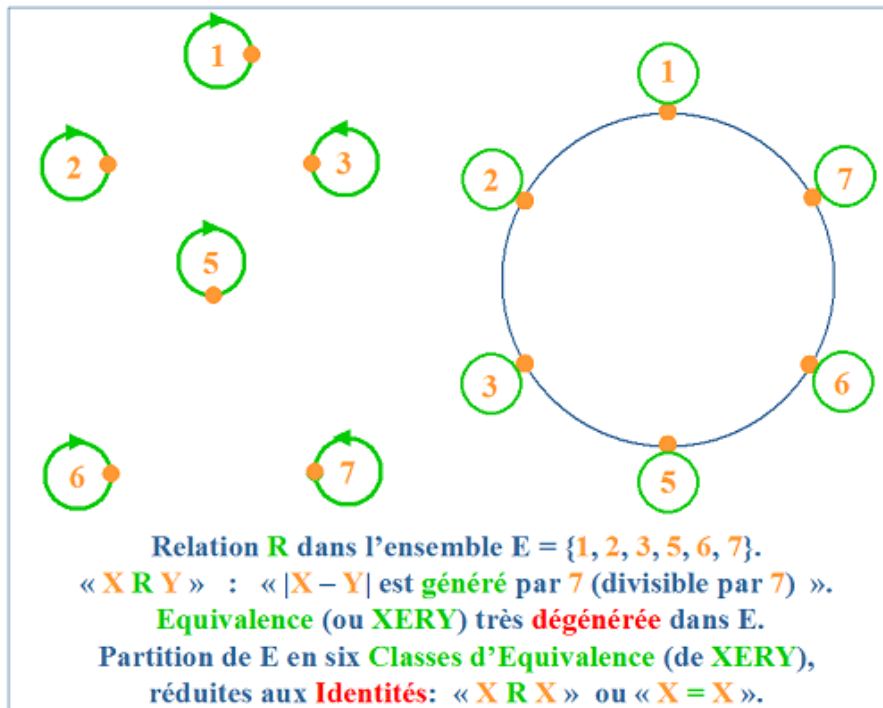 1
1
2
3
2
7
5
3
6
6
7
5
Relation R dans l’ensemble E = {1, 2, 3, 5, 6, 7}.
« X R Y » : « |X – Y| est généré par 7 (divisible par 7) ».
Equivalence (ou XERY) très dégénérée dans E.
Partition de E en six Classes d’Equivalence (de XERY),
réduites aux Identités: « X R X » ou « X = X ».